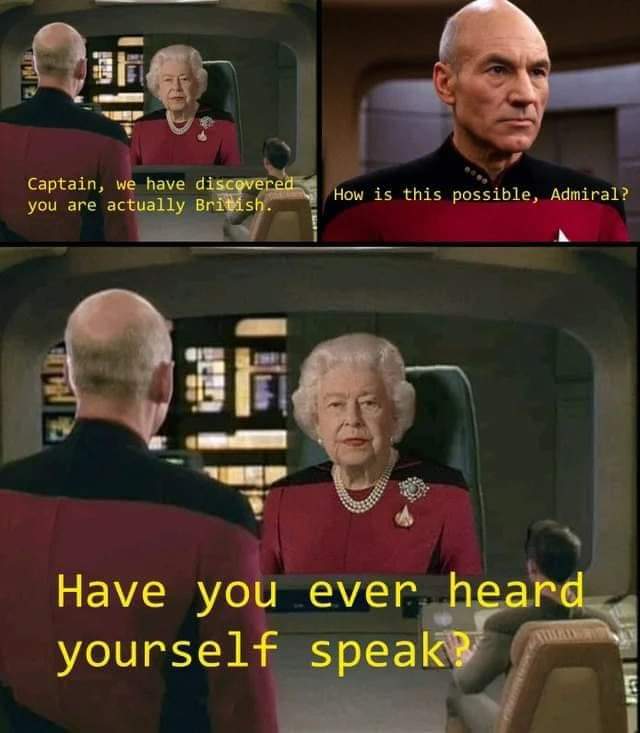 Captain, we have discovered
you are actually British.
How is this possible, Admiral?
Have you ever heard
yourself speak?